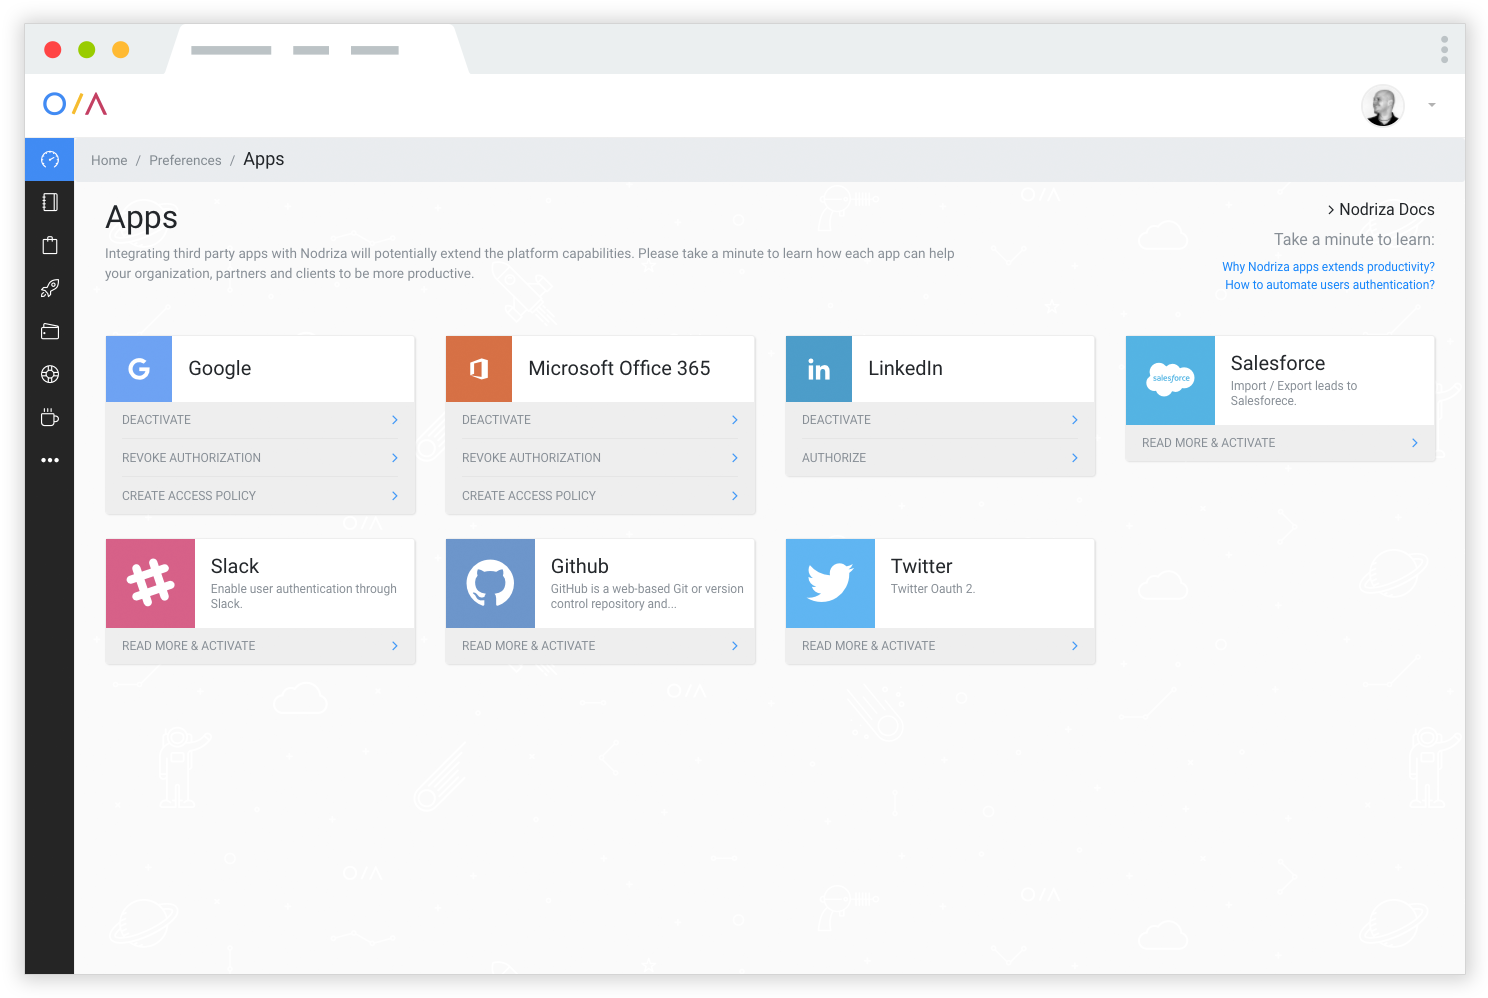 O/A
Home / Preferences / Apps
Apps
Integrating third party apps with Nodriza will potentially extend the platform capabilities. Please take a minute to learn how each app can help
your organization, partners and clients to be more productive.
> Nodriza Docs
Take a minute to learn:
Why Nodriza apps extends productivity?
How to automate users authentication?
Google
DEACTIVATE
REVOKE AUTHORIZATION
CREATE ACCESS POLICY
Microsoft Office 365
DEACTIVATE
REVOKE AUTHORIZATION
CREATE ACCESS POLICY
in
LinkedIn
DEACTIVATE
AUTHORIZE
salesforce
Salesforce
Import / Export leads to
Salesforece.
READ MORE & ACTIVATE
Slack
Enable user authentication through
Slack.
READ MORE & ACTIVATE
Github
GitHub is a web-based Git or version
control repository and...
READ MORE & ACTIVATE
Twitter
Twitter Oauth 2.
READ MORE & ACTIVATE